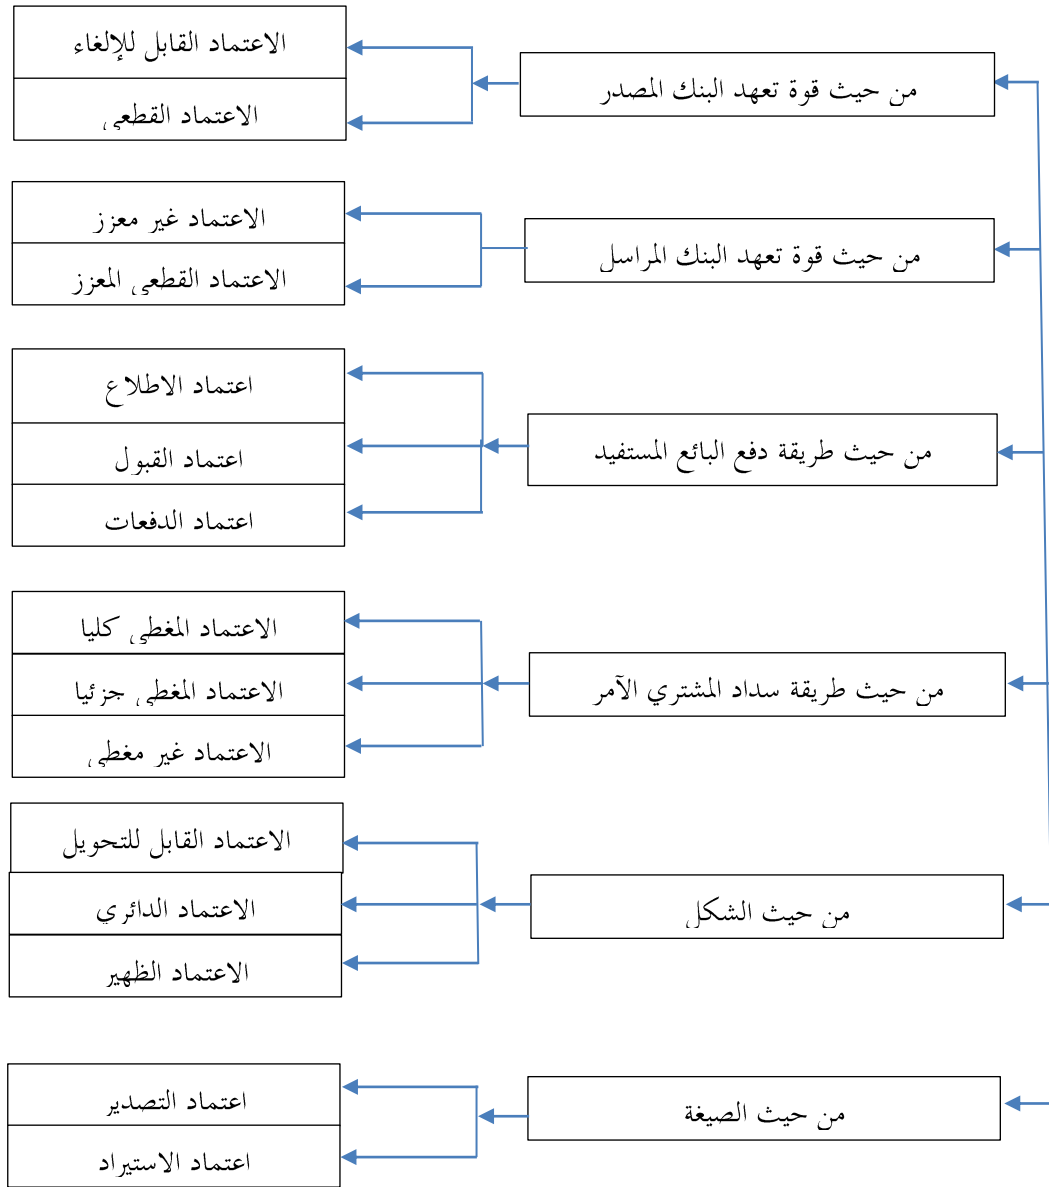 من حيث قوة تعهد البنك المصدر
الاعتماد القابل للإلغاء
الاعتماد القطعي
من حيث قوة تعهد البنك المراسل
الاعتماد غير معزز
الاعتماد القطعي المعزز
من حيث طريقة دفع البائع المستفيد
اعتماد الاطلاع
اعتماد القبول
اعتماد الدفعات
من حيث طريقة سداد المشتري الآمر
الاعتماد المغطى كليا
الاعتماد المغطى جزئيا
الاعتماد غير مغطى
من حيث الشكل
الاعتماد القابل للتحويل
الاعتماد الدائري
الاعتماد الظهير
من حيث الصيغة
اعتماد التصدير
اعتماد الاستيراد